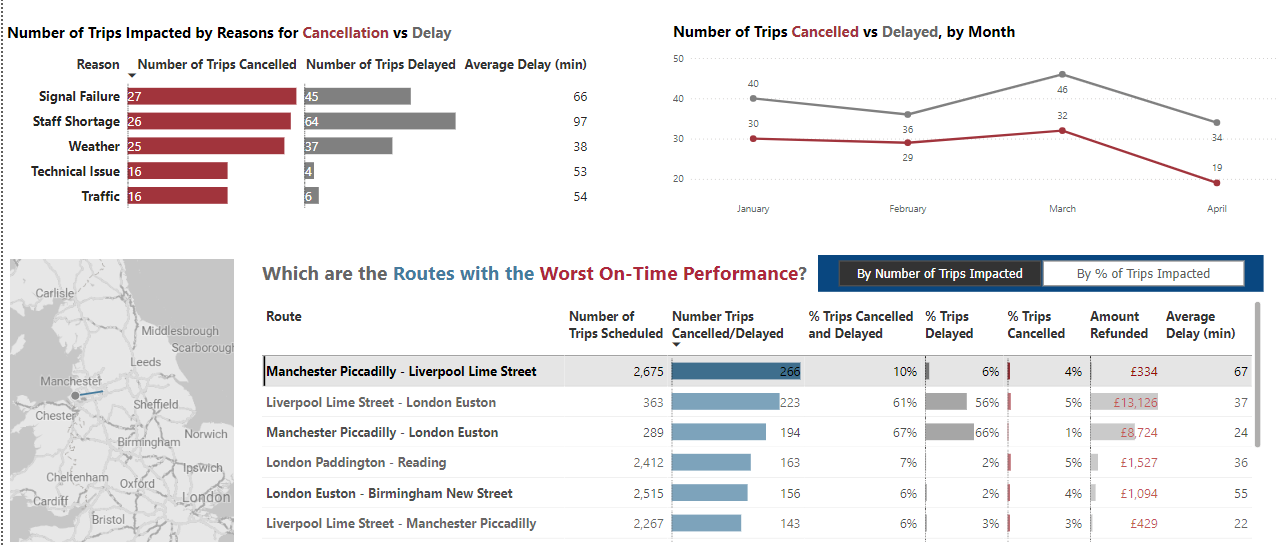 Number of Trips Impacted by Reasons for Cancellation vs Delay
Reason Number of Trips Cancelled Number of Trips Delayed Average Delay (min)
Signal Failure 27 45 66
Staff Shortage 26 64 97
Weather 25 37 38
Technical Issue 16 4 53
Traffic 16 6 54
Number of Trips Cancelled vs Delayed, by Month
50
40
30
20
40 36 46 34
30 29 32 19
January February March April
Carlisle
Middlesbrough
Scarborough
Leeds
Manchester
Sheffield
Chester
Norwich
Birmingham
Ipswich
Cheltenham
Oxford
Cardiff
London
Bristol
Which are the Routes with the Worst On-Time Performance?
By Number of Trips Impacted By % of Trips Impacted
Route Number of Trips Scheduled Number Trips Cancelled/Delayed % Trips Cancelled and Delayed % Trips Delayed % Trips Cancelled Amount Refunded Average Delay (min)
Manchester Piccadilly - Liverpool Lime Street 2,675 266 10% 6% 4% £334 67
Liverpool Lime Street - London Euston 363 223 61% 56% 5% £13,126 37
Manchester Piccadilly - London Euston 289 194 67% 66% 1% £8,724 24
London Paddington - Reading 2,412 163 7% 2% 5% £1,527 36
London Euston - Birmingham New Street 2,515 156 6% 2% 4% £1,094 55
Liverpool Lime Street - Manchester Piccadilly 2,267 143 6% 3% 3% £429 22